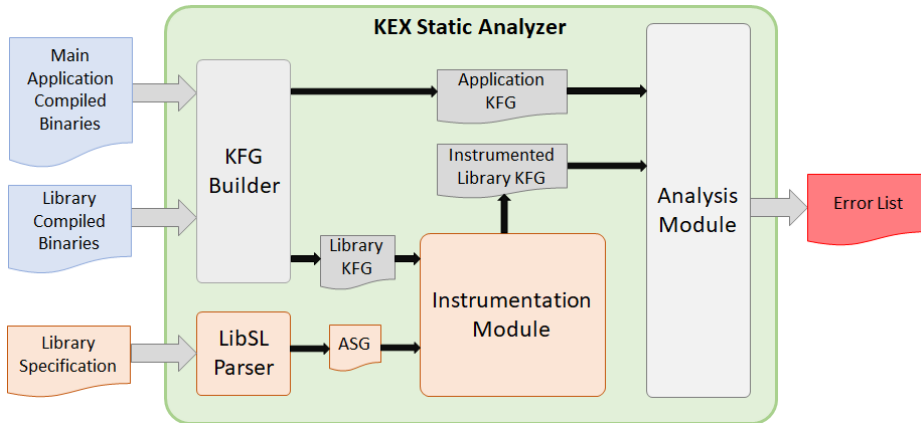 KEX Static Analyzer
Main
Application
Compiled
Binaries
Application
KFG
KFG
Builder
Instrumented
Library KFG
Library
Compiled
Binaries
Analysis
Module
Error List
Library
KFG
Instrumentation
Module
Library
Specification
LibSL
Parser
ASG